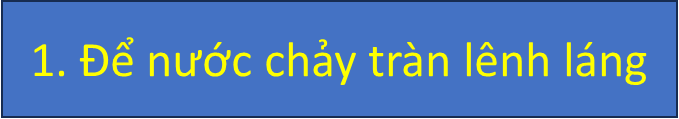 1. Để nước chảy tràn lênh láng